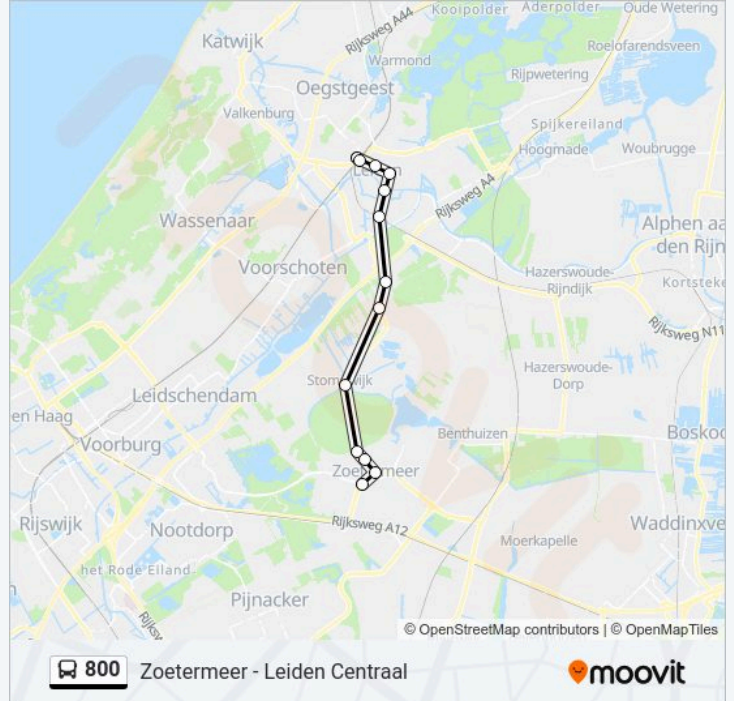 Kooipolder
Aderpolder
Oude Wetering
Rijksweg A44
Katwijk
Roelofarendsveen
Warmond
Rijpwetering
Oegstgeest
Valkenburg
Spijkereiland
Hoogmade
Woubrugge
Rijksweg A4
Wassenaar
Alphen aa
den Rijn
Voorschoten
Hazerswoude-
Rijndijk
Kortsteke
Rijksweg N11
Hazerswoude-
Dorp
Leidschendam
en Haag
Voorburg
Benthuizen
Boskoo
Rijswijk
Nootdorp
Rijksweg A12
Waddinxve
Moerkapelle
het Rode Eiland
Pijnacker
Rijksw
© OpenStreetMap contributors | © OpenMapTiles
800 Zoetermeer - Leiden Centraal
moovit